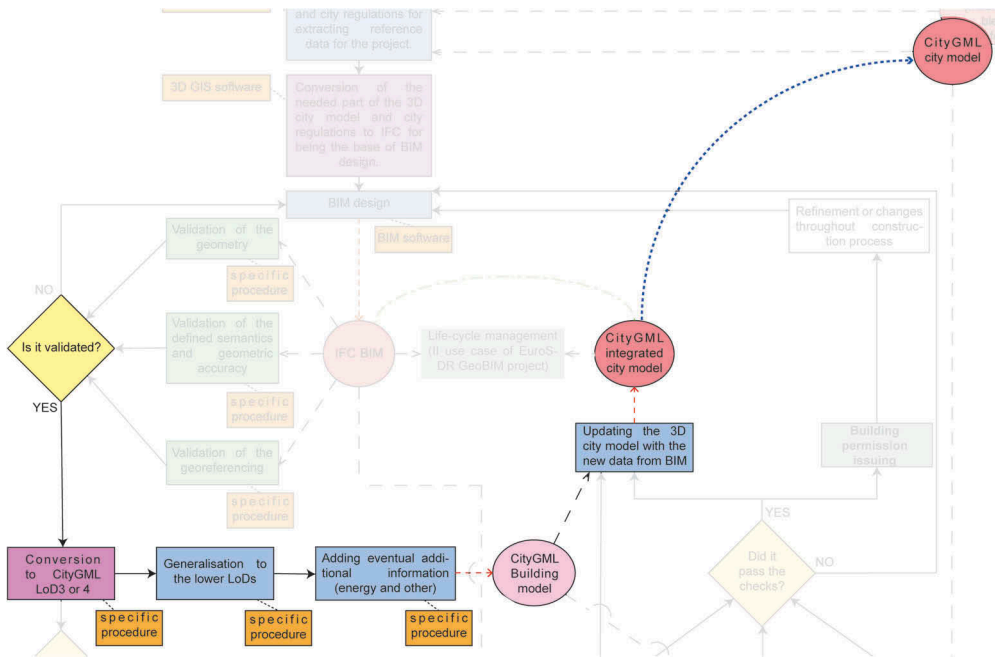 and city regulations for
extracting reference
data for the project.
CityGML
city model
3D GIS software
Conversion of the
needed part of the 3D
city model and city
regulations to IFC for
being the base of BIM
design.
BIM design
BIM software
Refinement or changes
throughout construc-
tion process
Validation of the
geometry
specific
procedure
NO
Is it validated?
YES
Validation of the
defined semantics
and geometric
accuracy
specific
procedure
IFC BIM
Life-cycle management
(II use case of EuroS-
DR GeoBIM project)
CityGML
integrated
city model
Validation of
the georeferencing
specific
procedure
Updating the 3D
city model with the
new data from BIM
Building
permission
issuing
YES
Did it
pass the
checks?
NO
Conversion
to CityGML
LoD3 or 4
specific
procedure
Generalisation to
the lower LoDs
specific
procedure
Adding eventual addi-
tional information
(energy and other)
specific
procedure
CityGML
Building
model